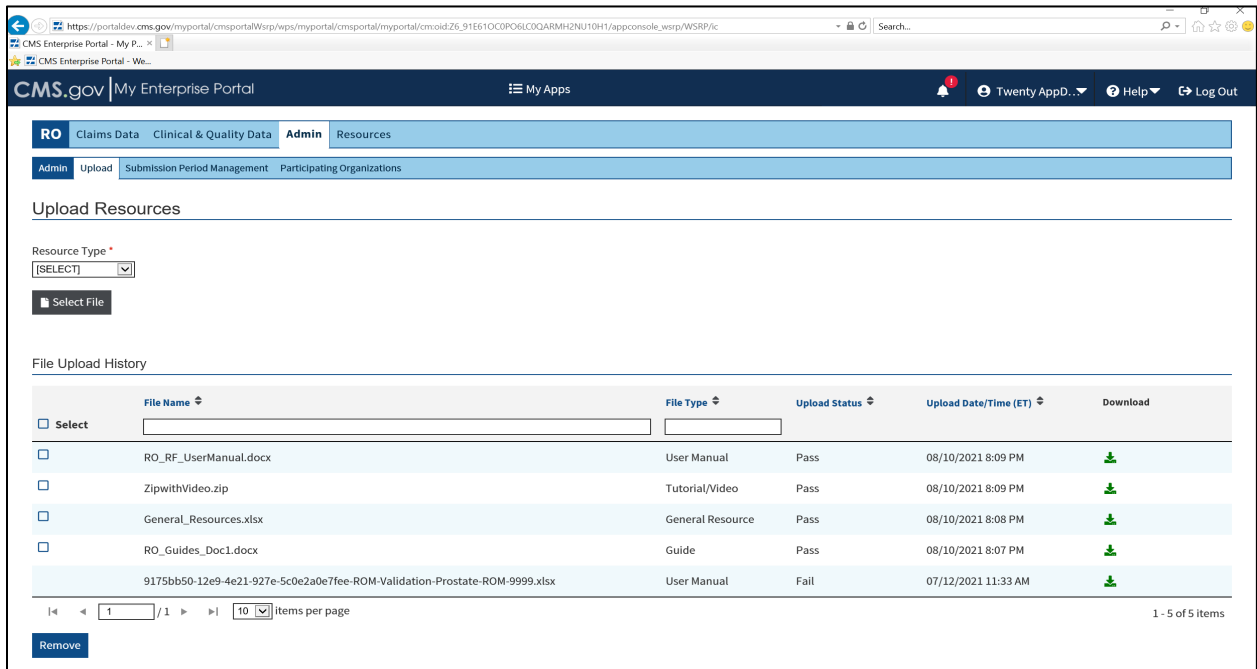 https://portaldev.cms.gov/myportal/cmsportalWsrp/wps/myportal/cmsportal/myportal/cm:oid:Z6_91E61OC0PO6LC0QARMH2NU10H1/appconsole_wsrp/WSRP/ic Search...
CMS Enterprise Portal - My P...
CMS Enterprise Portal - We...
CMS.gov My Enterprise Portal My Apps ! Twenty AppD... Help Log Out
RO Claims Data Clinical & Quality Data Admin Resources
Admin Upload Submission Period Management Participating Organizations
Upload Resources
Resource Type *
[SELECT]
Select File
File Upload History
File Name File Type Upload Status Upload Date/Time (ET) Download
Select
RO_RF_UserManual.docx User Manual Pass 08/10/2021 8:09 PM
ZipwithVideo.zip Tutorial/Video Pass 08/10/2021 8:09 PM
General_Resources.xlsx General Resource Pass 08/10/2021 8:08 PM
RO_Guides_Doc1.docx Guide Pass 08/10/2021 8:07 PM
9175bb50-12e9-4e21-927e-5c0e2a0e7fee-ROM-Validation-Prostate-ROM-9999.xlsx User Manual Fail 07/12/2021 11:33 AM
1 / 1 10 items per page 1 - 5 of 5 items
Remove